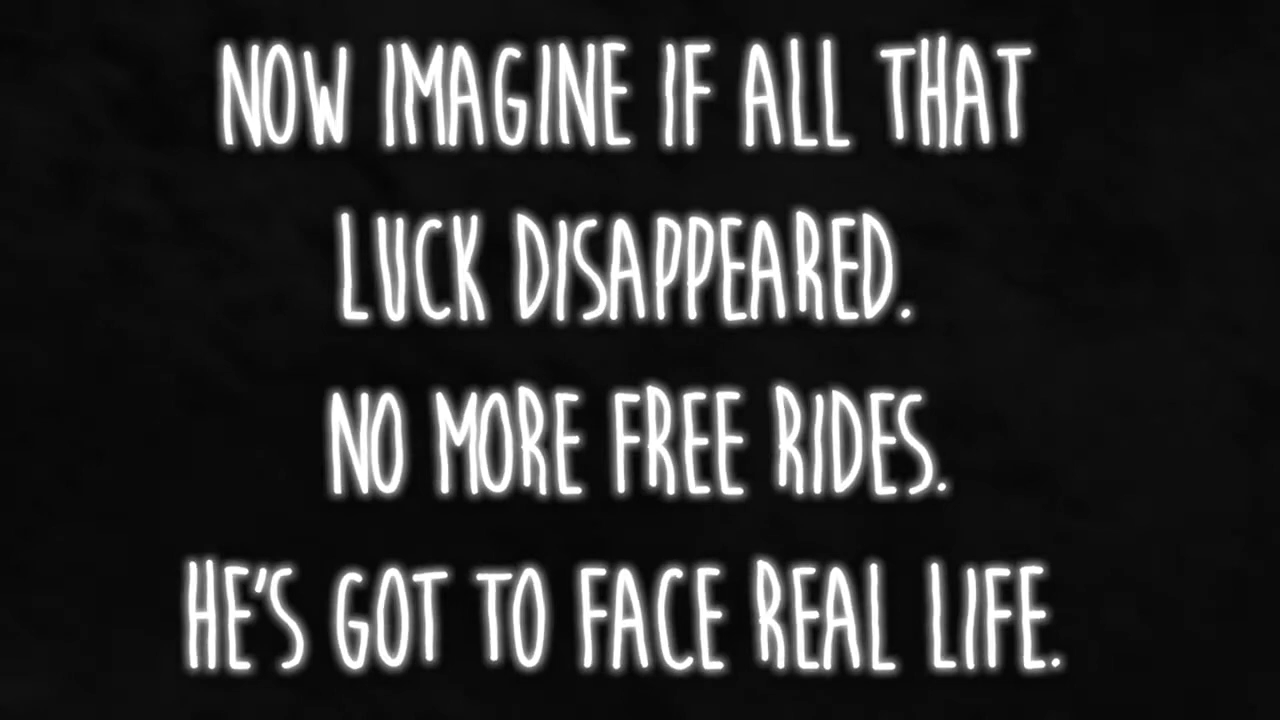 NOW IMAGINE IF ALL THAT
LUCK DISAPPEARED.
NO MORE FREE RIDES.
HE'S GOT TO FACE REAL LIFE.